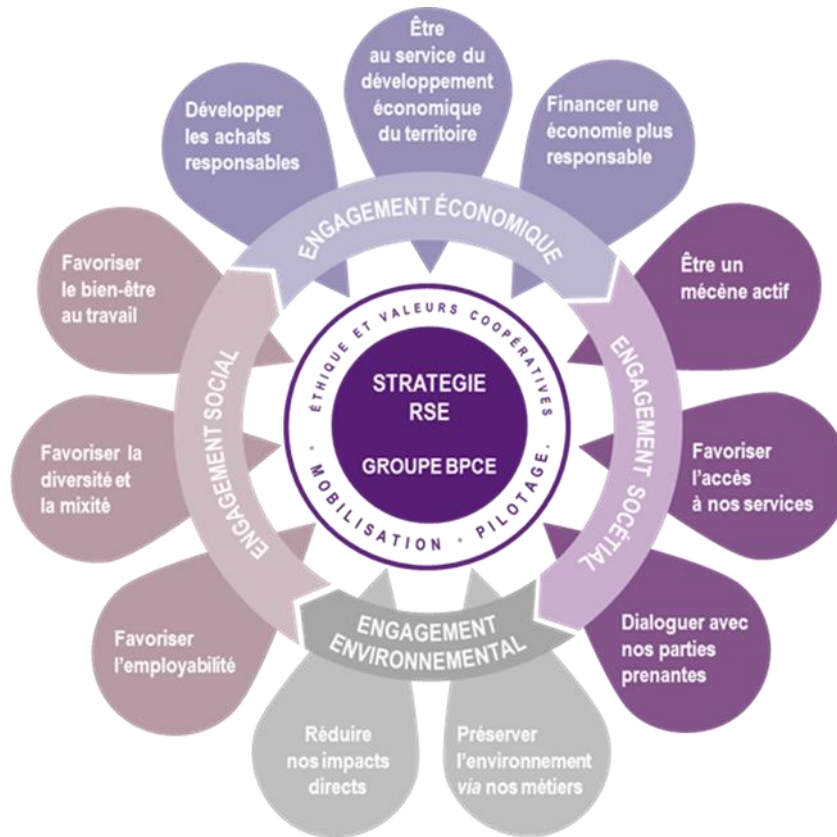 Être
au service du
développement
économique
du territoire
Financer une
économie plus
responsable
Être un
mécène actif
Favoriser
l'accès
à nos services
Dialoguer avec
nos parties
prenantes
Préserver
l'environnement
via nos métiers
Réduire
nos impacts
directs
Favoriser
l'employabilité
Favoriser la
diversité et
la mixité
Favoriser
le bien-être
au travail
Développer
les achats
responsables
ENGAGEMENT ÉCONOMIQUE
ENGAGEMENT SOCÉTIAL
ENGAGEMENT
ENVIRONNEMENTAL
ENGAGEMENT SOCIAL
ÉTHIQUE ET VALEURS COOPÉRATIVES
• MOBILISATION • PILOTAGE.
STRATEGIE
RSE
GROUPE BPCE